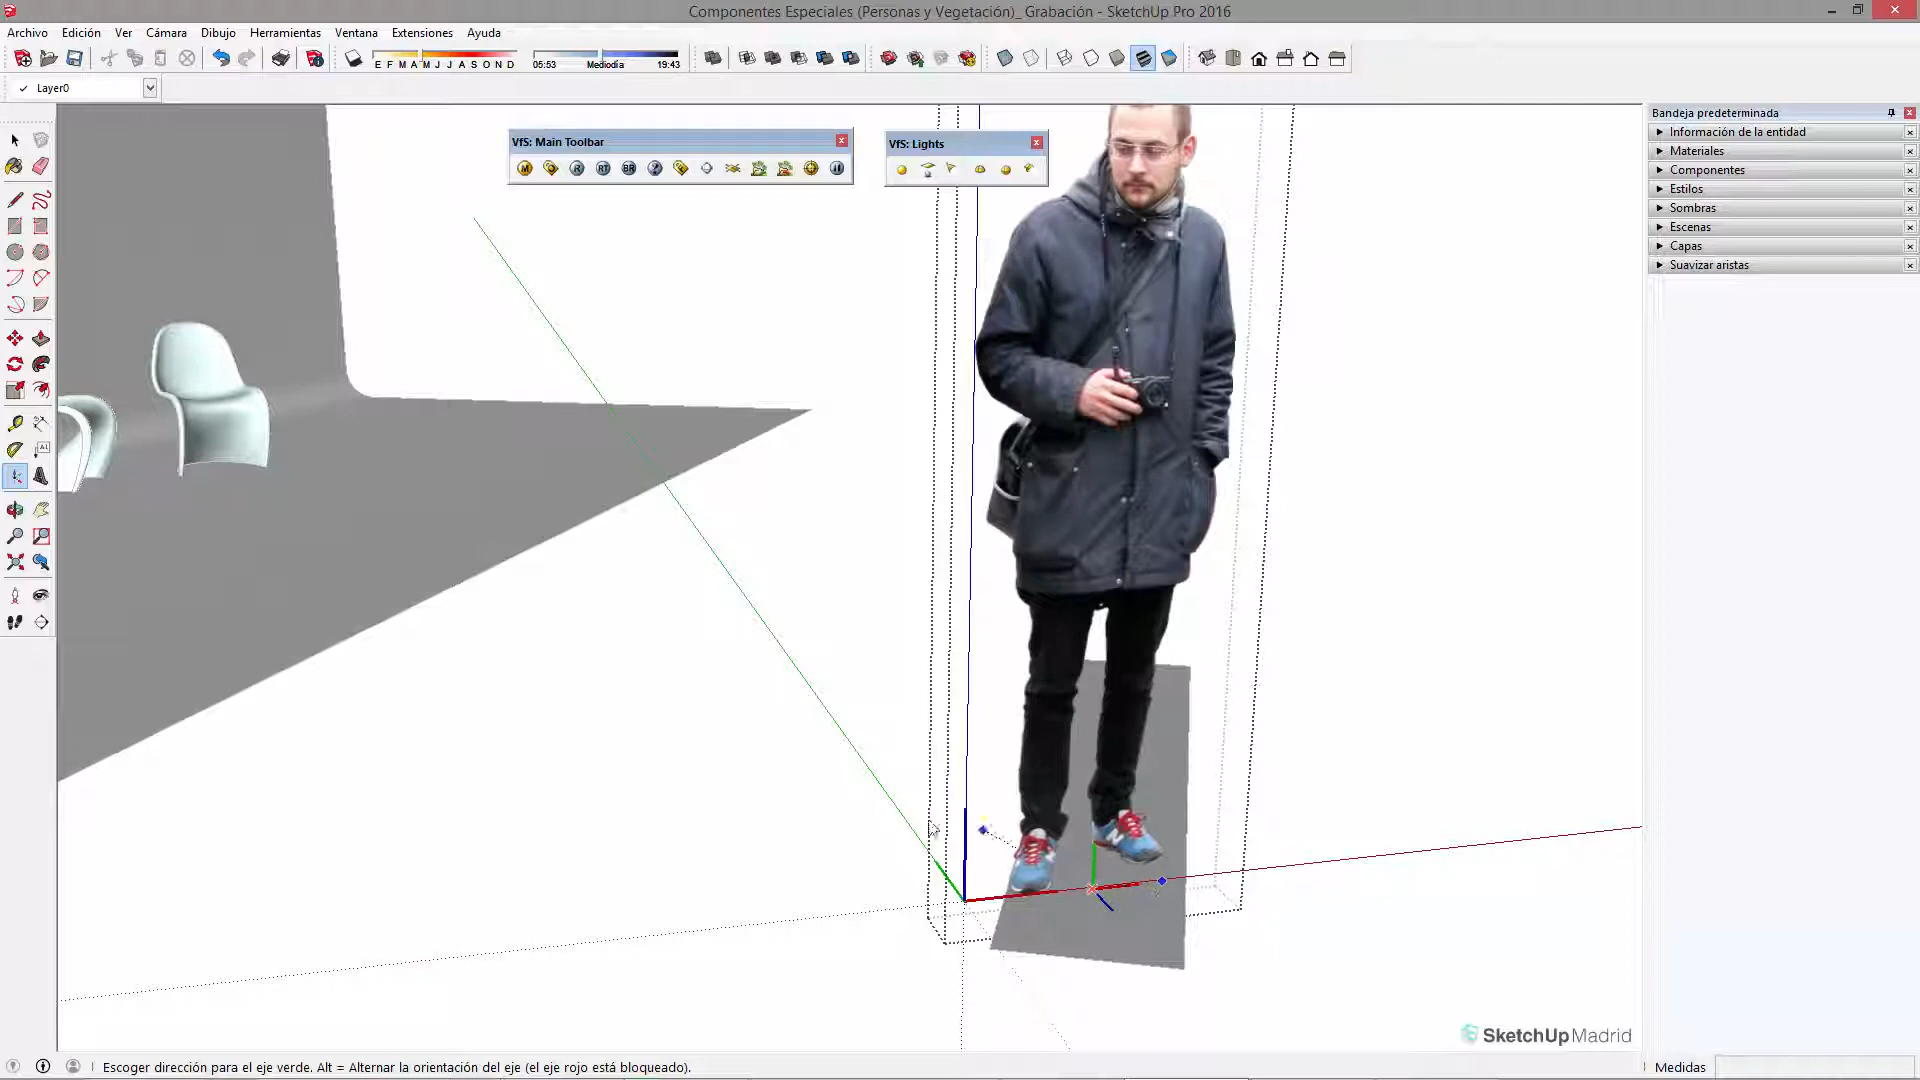 Componentes Especiales (Personas y Vegetación)_ Grabación - SketchUp Pro 2016
Archivo Edición Ver Cámara Dibujo Herramientas Ventana Extensiones Ayuda
E F M A M J J A S O N D
05:53 Mediodía 19:43
Layer0
Bandeja predeterminada
Información de la entidad
Materiales
Componentes
Estilos
Sombras
Escenas
Capas
Suavizar aristas
VfS: Main Toolbar
M R RT BR
VfS: Lights
SketchUp Madrid
Escoger dirección para el eje verde. Alt = Alternar la orientación del eje (el eje rojo está bloqueado).
Medidas